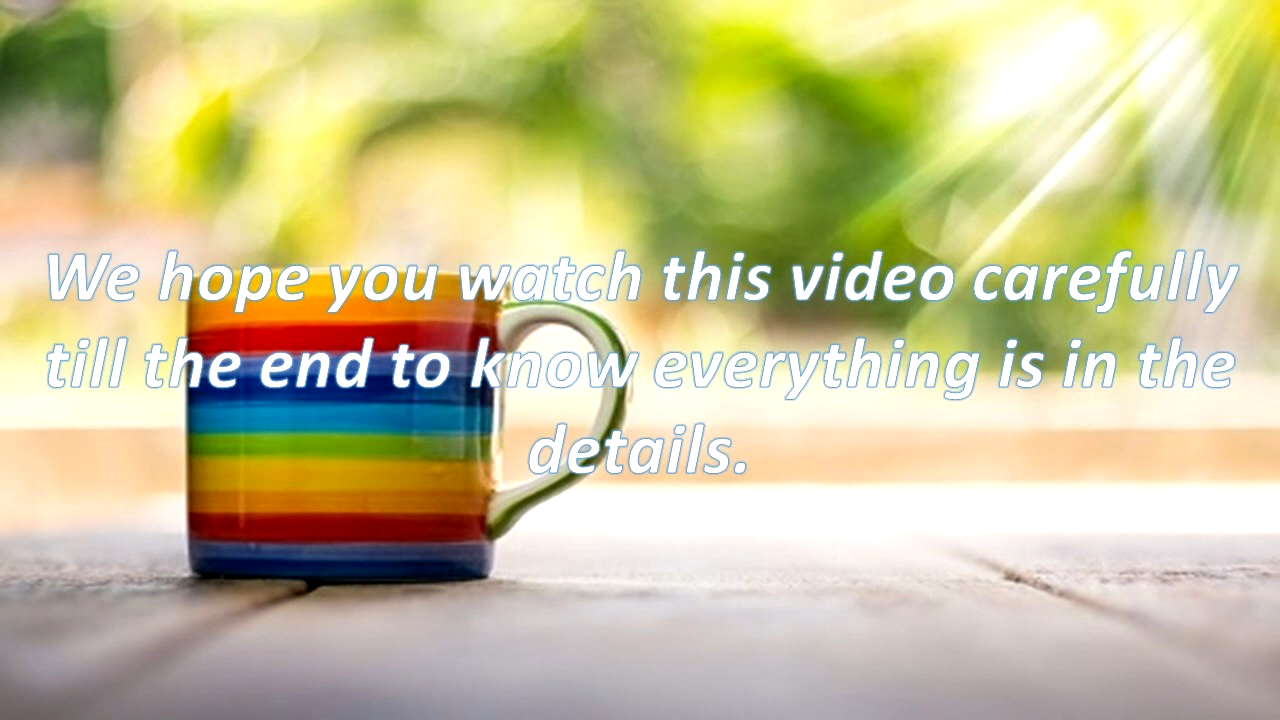 We hope you watch this video carefully
till the end to know everything is in the
details.